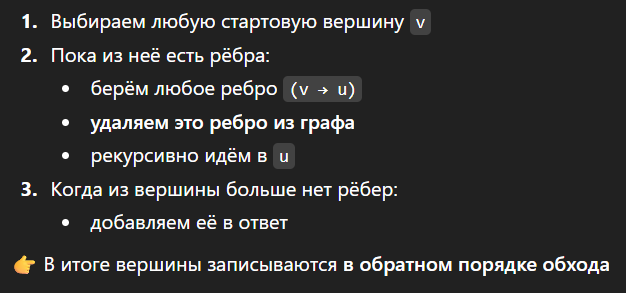 1. Выбираем любую стартовую вершину v
2. Пока из неё есть рёбра:
• берём любое ребро (v → u)
• удаляем это ребро из графа
• рекурсивно идём в u
3. Когда из вершины больше нет рёбер:
• добавляем её в ответ
👉 В итоге вершины записываются в обратном порядке обхода